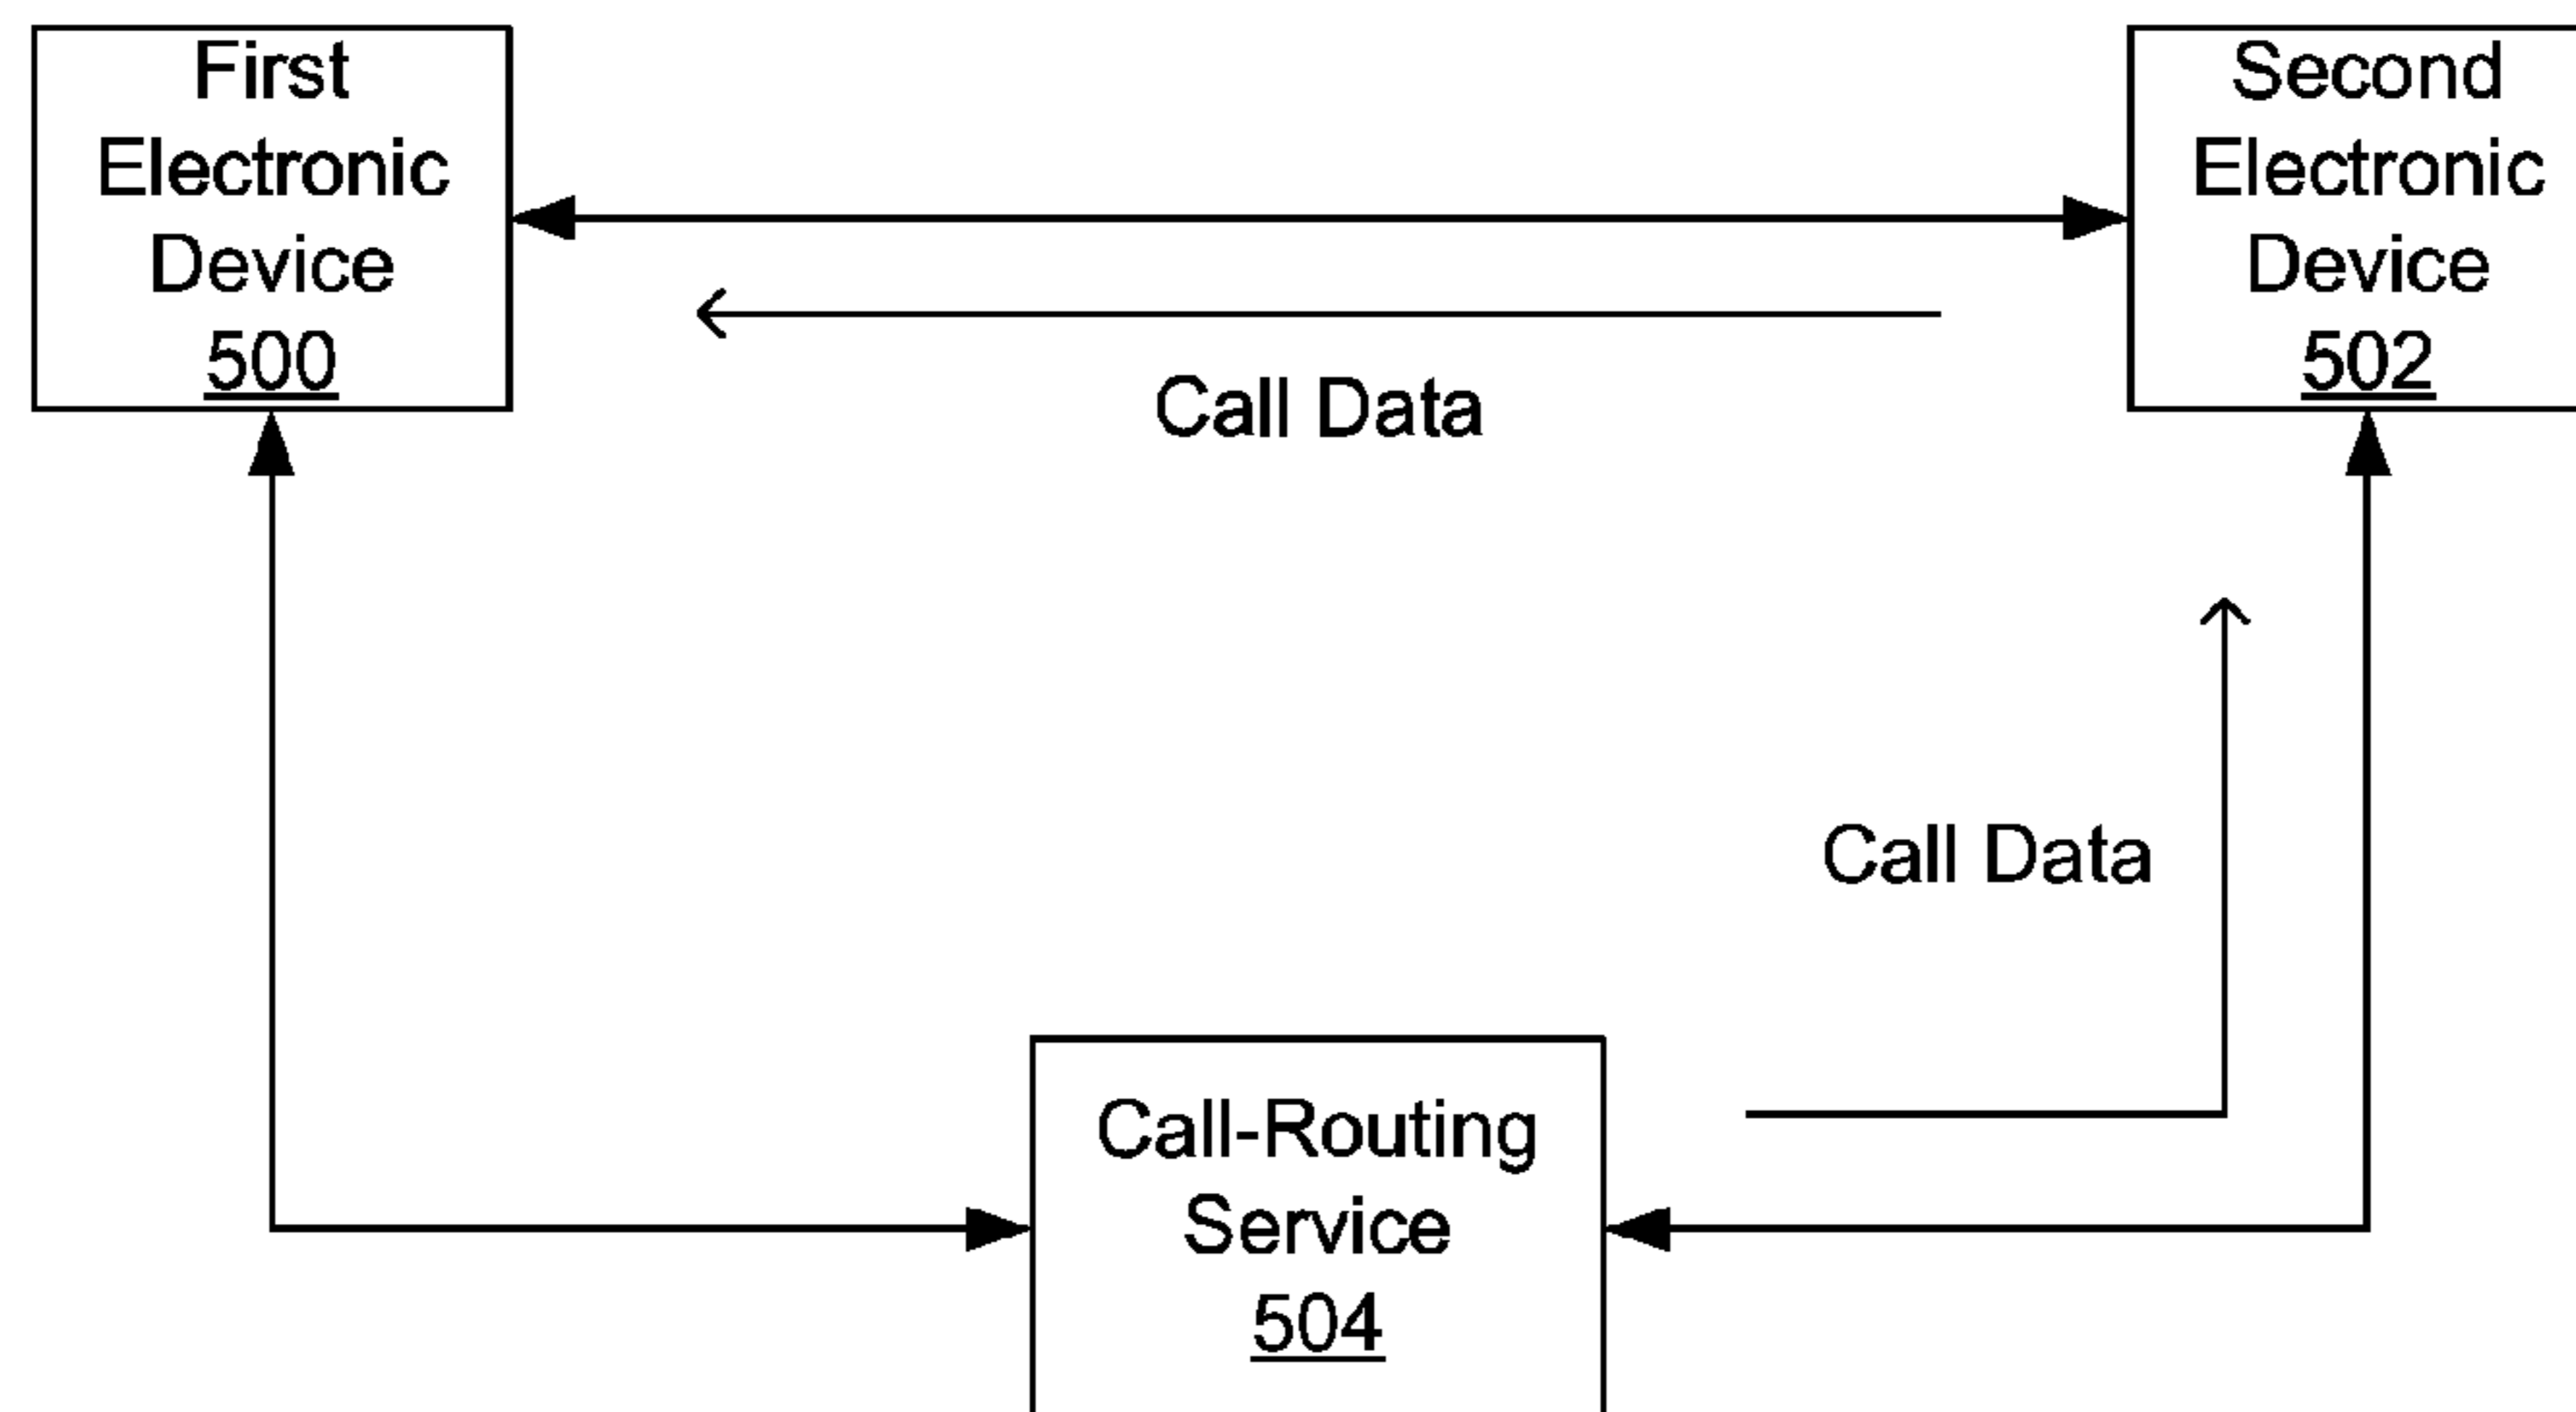 First
Electronic
Device
500
Second
Electronic
Device
502
Call Data
Call Data
Call-Routing
Service
504